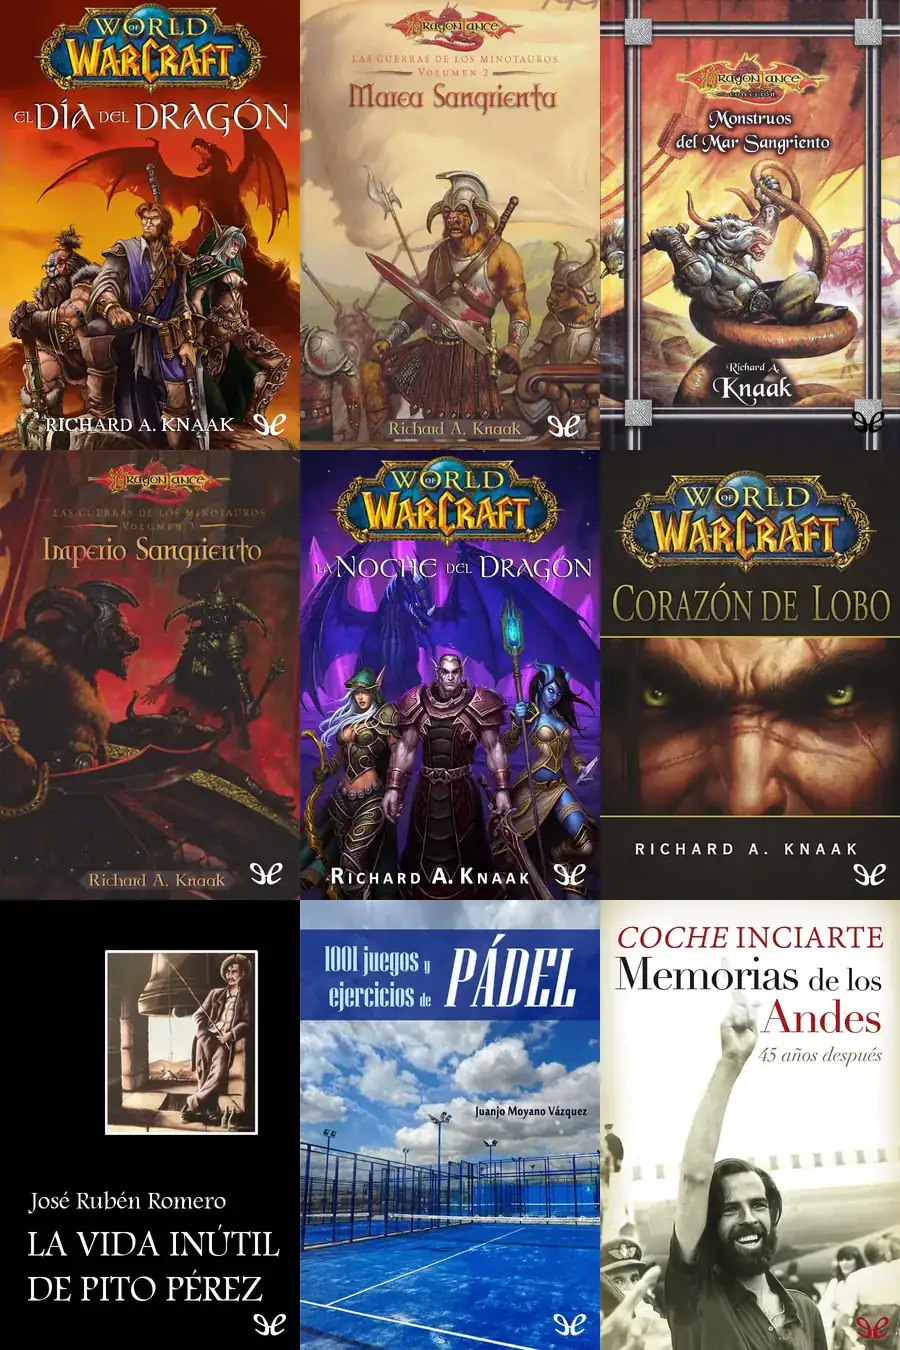 WORLD
OF
WARCRAFT
EL DÍA DEL DRAGÓN
RICHARD A. KNAAK
DRAGONLANCE
LAS GUERRAS DE LOS MINOTAUROS
VOLUMEN 2
Marea Sangrienta
Richard A. Knaak
DRAGONLANCE
colección
Monstruos
del Mar Sangriento
Richard A.
Knaak
DRAGONLANCE
LAS GUERRAS DE LOS MINOTAUROS
VOLUMEN 3
Imperio Sangriento
Richard A. Knaak
WORLD
OF
WARCRAFT
LA NOCHE DEL DRAGÓN
RICHARD A. KNAAK
WORLD
OF
WARCRAFT
CORAZÓN DE LOBO
RICHARD A. KNAAK
José Rubén Romero
LA VIDA INÚTIL
DE PITO PÉREZ
1001 juegos y
ejercicios de PÁDEL
Juanjo Moyano Vázquez
COCHE INCIARTE
Memorias de los
Andes
45 años después